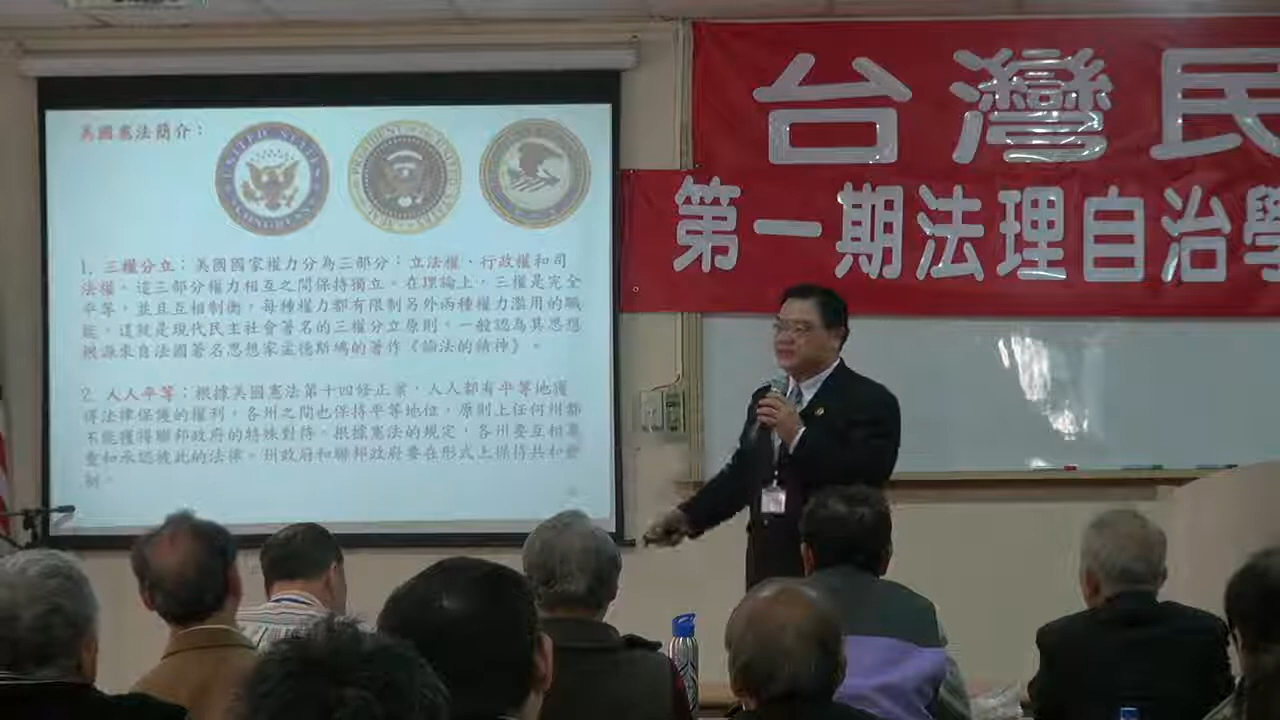 美國憲法簡介：
UNITED STATES
CONGRESS
PRESIDENT
1. 三權分立：美國國家權力分為三部分：立法權、行政權和司
法權。這三部分權力相互之間保持獨立。在理論上，三權是完全
平等，並且互相制衡。每種權力都有限制另外兩種權力濫用的職
能。這就是現代民主社會著名的三權分立原則。一般認為其思想
根源來自法國著名思想家孟德斯鳩的著作《論法的精神》。
2. 人人平等：根據美國憲法第十四修正案，人人都有平等地獲
得法律保護的權利，各州之間也保持平等地位，原則上任何州都
不能獲得聯邦政府的特殊對待。根據憲法的規定，各州要互相尊
重和承認彼此的法律。州政府和聯邦政府要在形式上保持共和體
制。
台灣民
第一期法理自治學